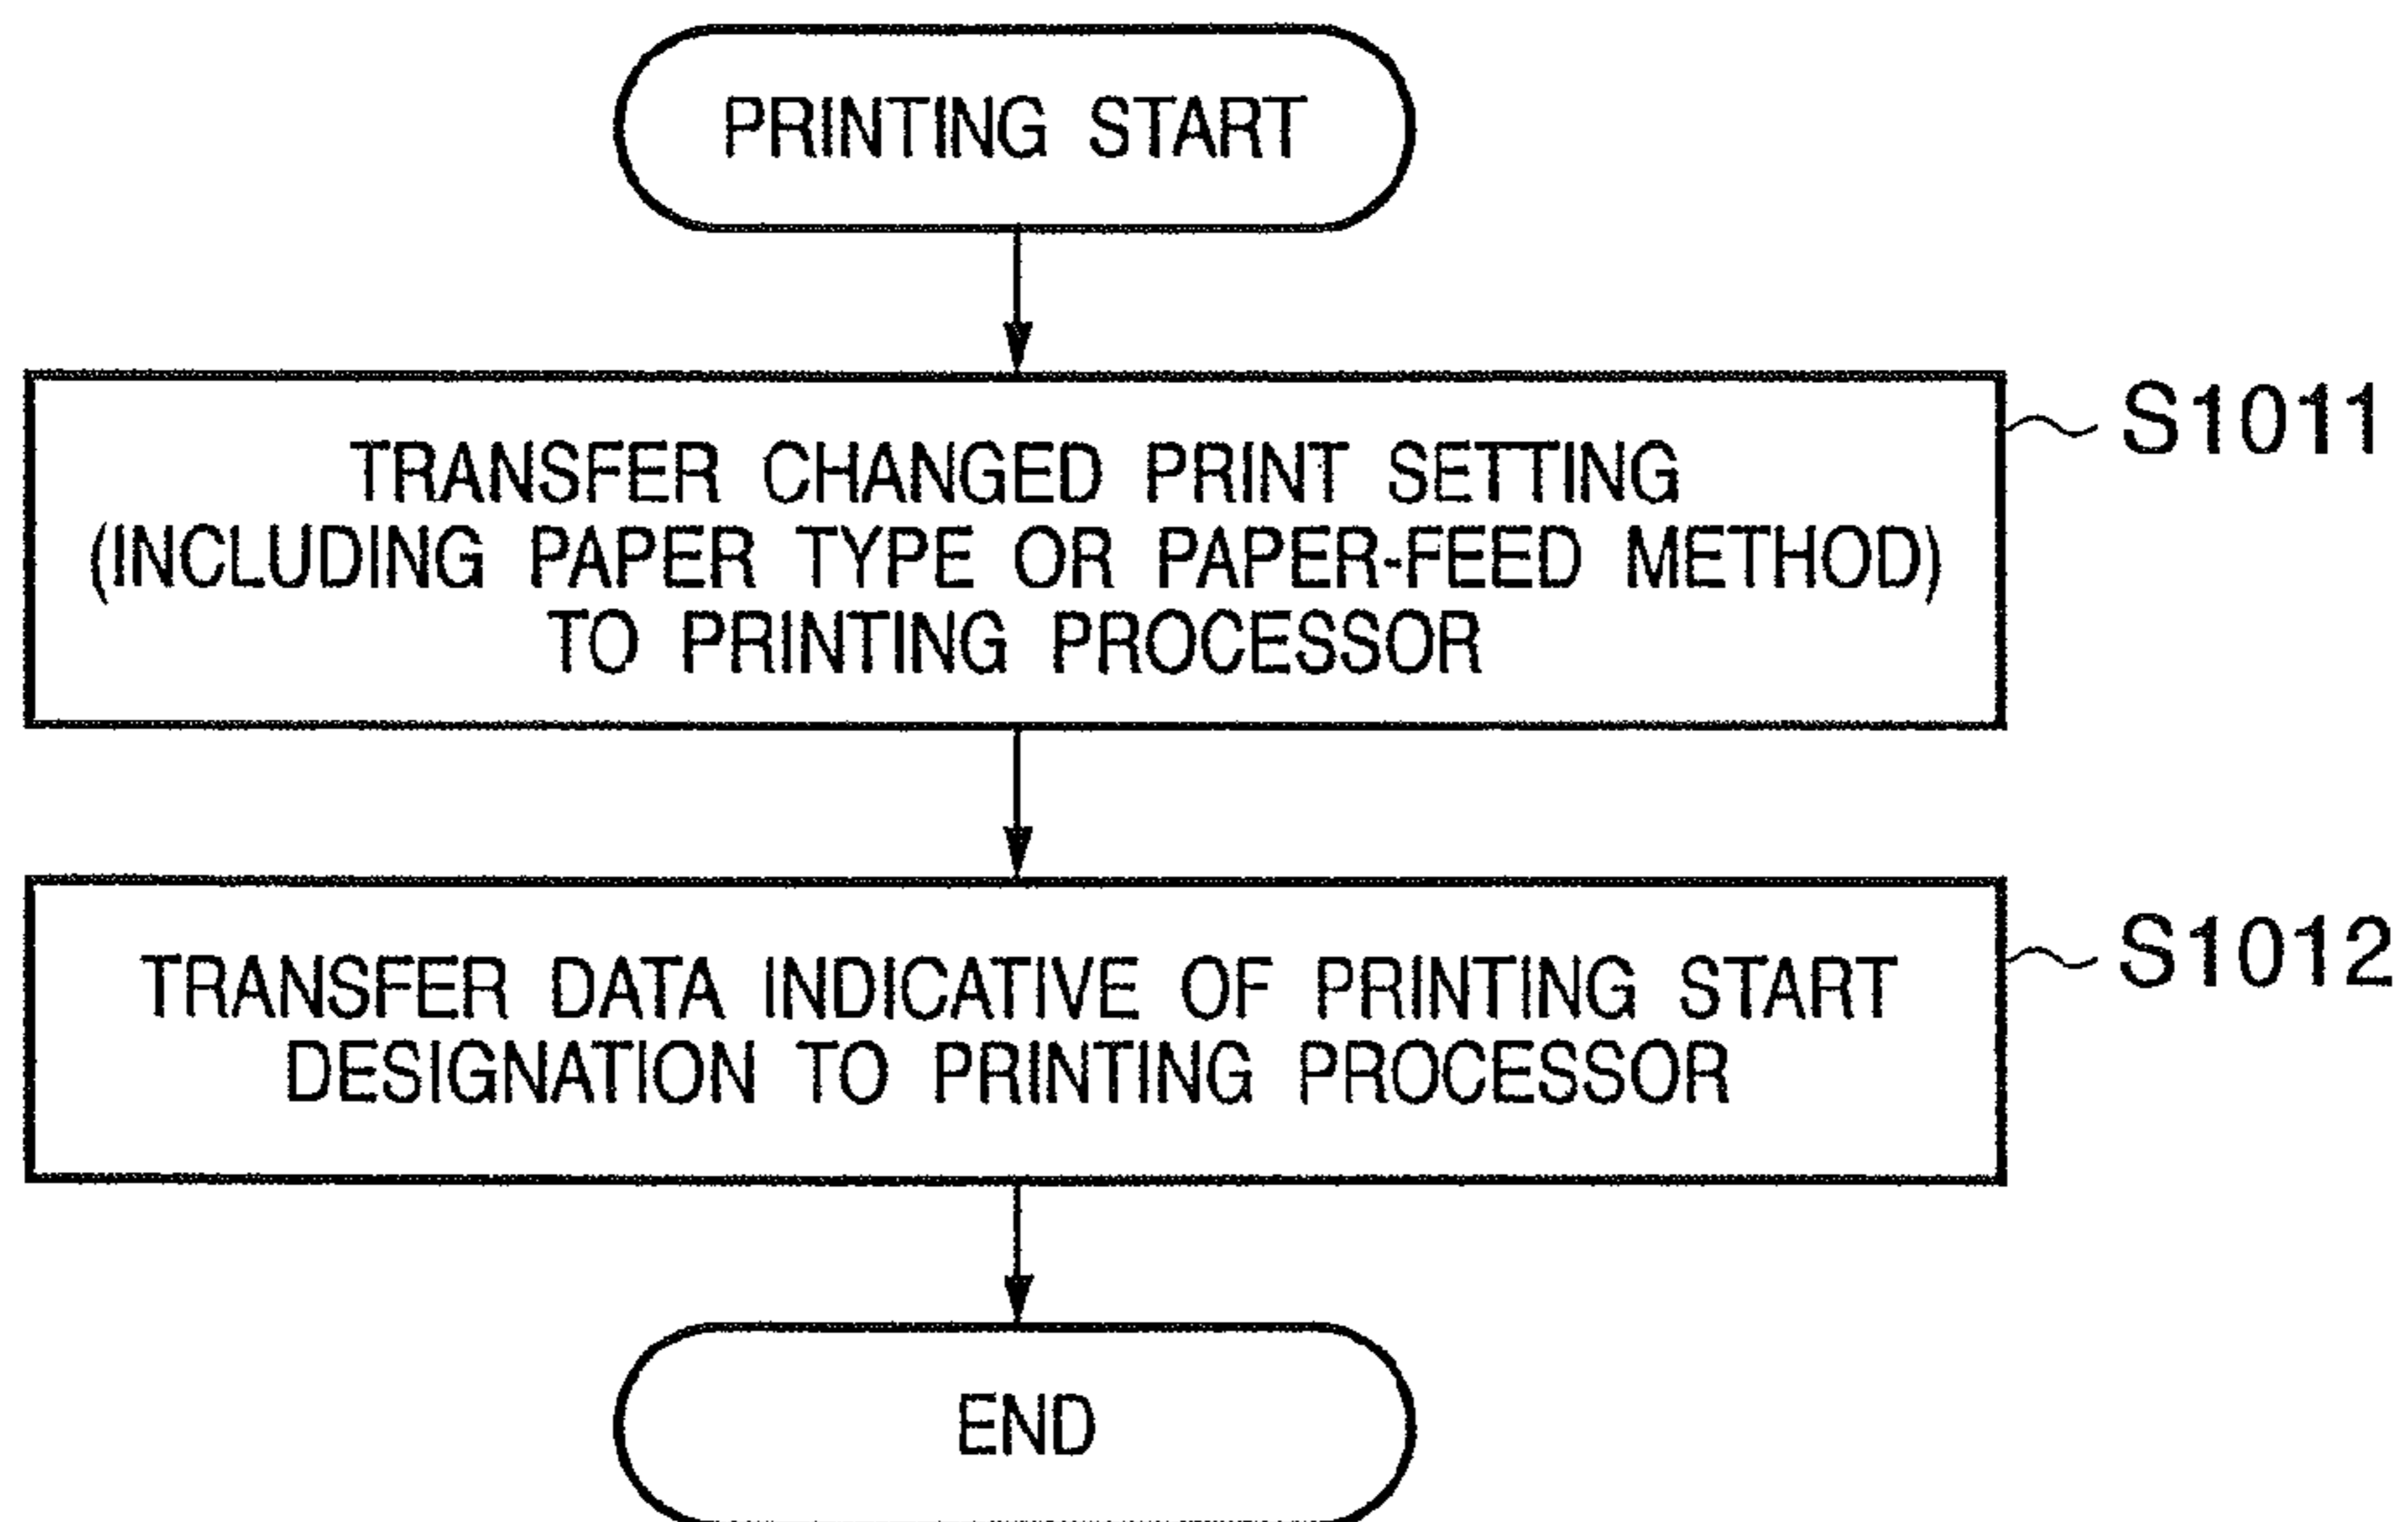 PRINTING START
S1011
TRANSFER CHANGED PRINT SETTING
(INCLUDING PAPER TYPE OR PAPER-FEED METHOD)
TO PRINTING PROCESSOR
S1012
TRANSFER DATA INDICATIVE OF PRINTING START
DESIGNATION TO PRINTING PROCESSOR
END